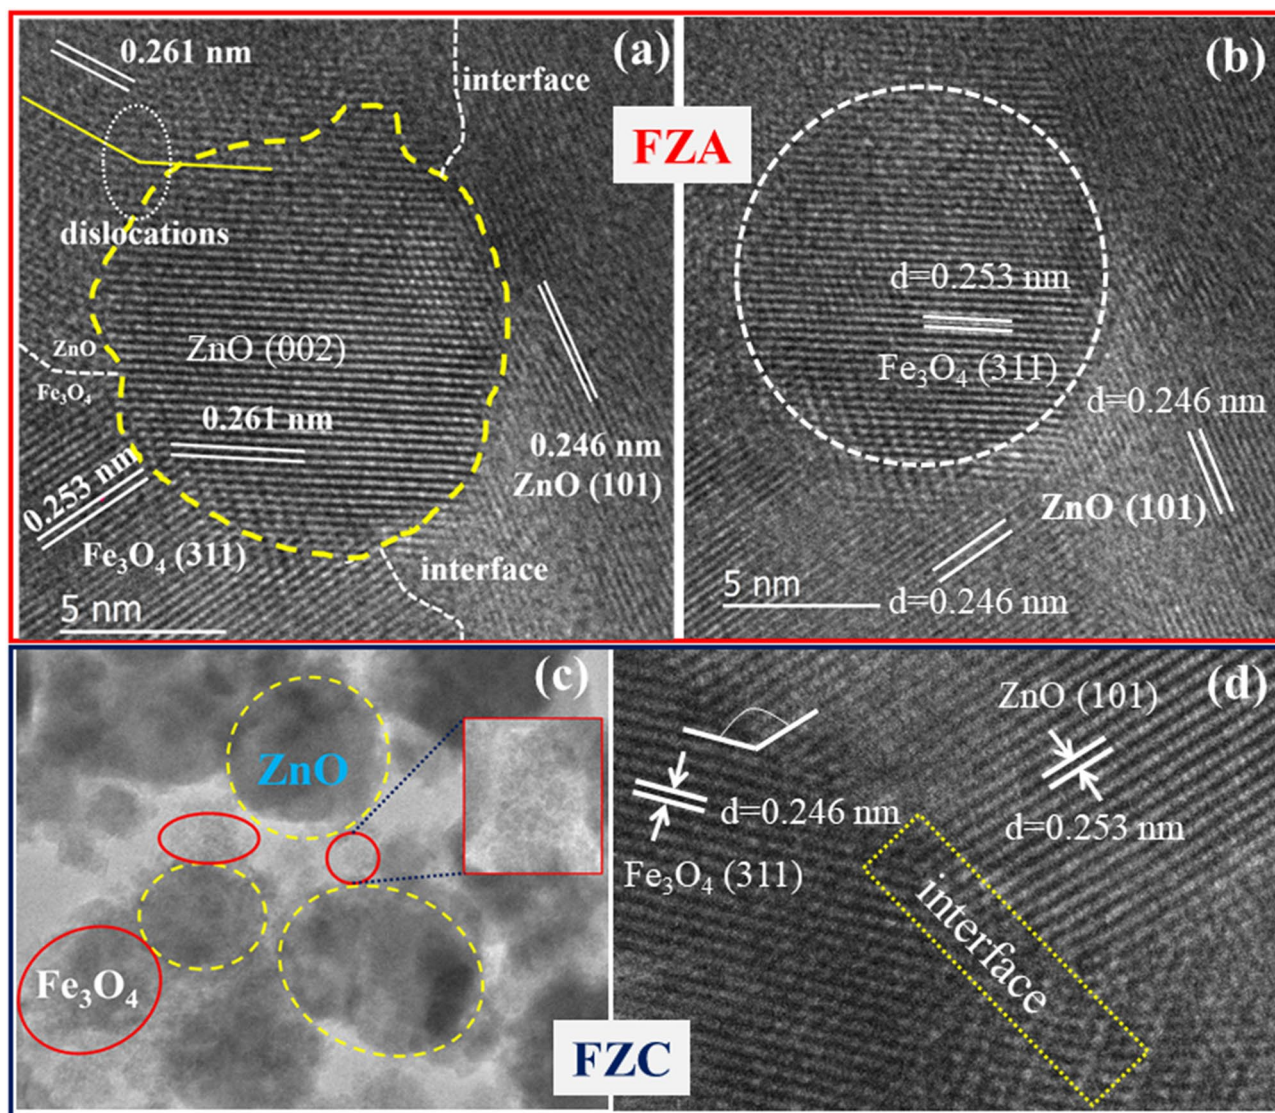 0.261 nm
interface
(a)
dislocations
ZnO
Fe₃O₄
ZnO (002)
0.261 nm
0.253 nm
Fe₃O₄ (311)
0.246 nm
ZnO (101)
interface
5 nm
FZA
(b)
d=0.253 nm
Fe₃O₄ (311)
d=0.246 nm
ZnO (101)
d=0.246 nm
5 nm
(c)
ZnO
Fe₃O₄
FZC
(d)
ZnO (101)
d=0.246 nm
d=0.253 nm
Fe₃O₄ (311)
interface